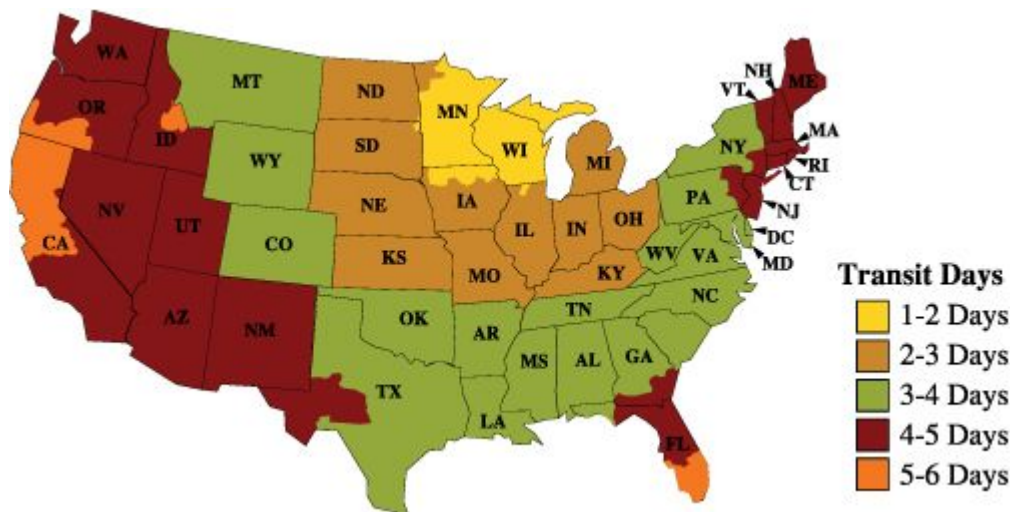 WA
MT
ND
MN
NH
ME
VT
OR
ID
SD
WI
MI
NY
MA
RI
CT
WY
NE
IA
PA
NJ
NV
UT
CO
IL
IN
OH
DC
MD
CA
KS
MO
WV
VA
KY
AZ
NM
OK
AR
TN
NC
MS
AL
GA
TX
LA
FL
Transit Days
1-2 Days
2-3 Days
3-4 Days
4-5 Days
5-6 Days